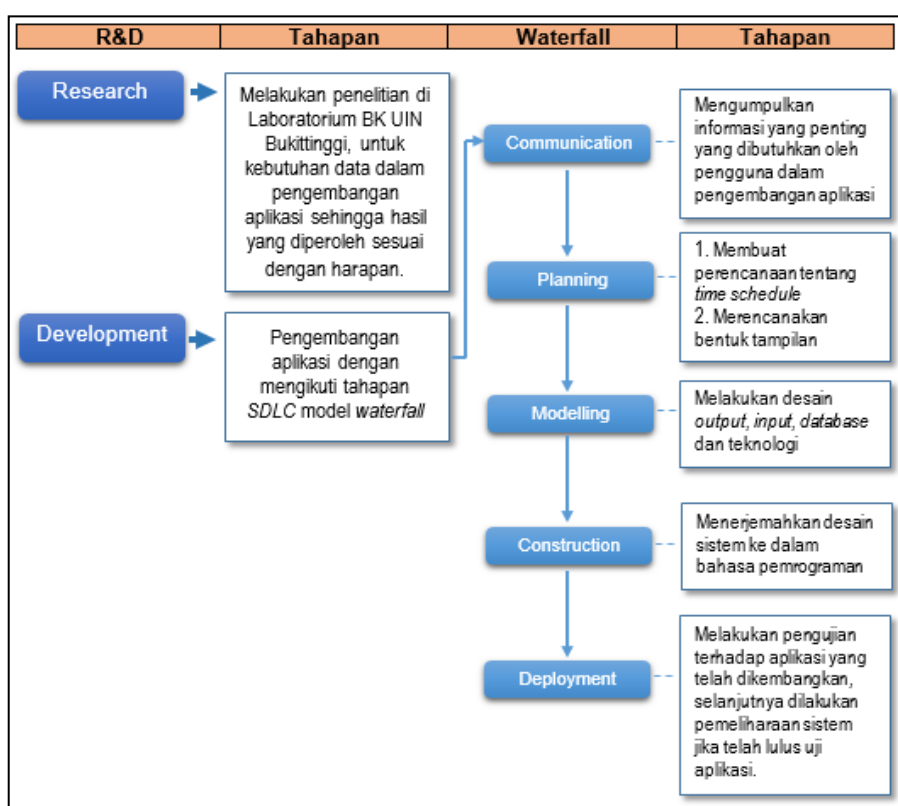 R&D
Tahapan
Waterfall
Tahapan
Research
Melakukan penelitian di
Laboratorium BK UIN
Bukittinggi, untuk
kebutuhan data dalam
pengembangan
aplikasi sehingga hasil
yang diperoleh sesuai
dengan harapan.
Development
Pengembangan
aplikasi dengan
mengikuti tahapan
SDLC model waterfall
Communication
Mengumpulkan
informasi yang penting
yang dibutuhkan oleh
pengguna dalam
pengembangan aplikasi
Planning
1. Membuat
perencanaan tentang
time schedule
2. Merencanakan
bentuk tampilan
Modelling
Melakukan desain
output, input, database
dan teknologi
Construction
Menerjemahkan desain
sistem ke dalam
bahasa pemrograman
Deployment
Melakukan pengujian
terhadap aplikasi yang
telah dikembangkan,
selanjutnya dilakukan
pemeliharaan sistem
jika telah lulus uji
aplikasi.